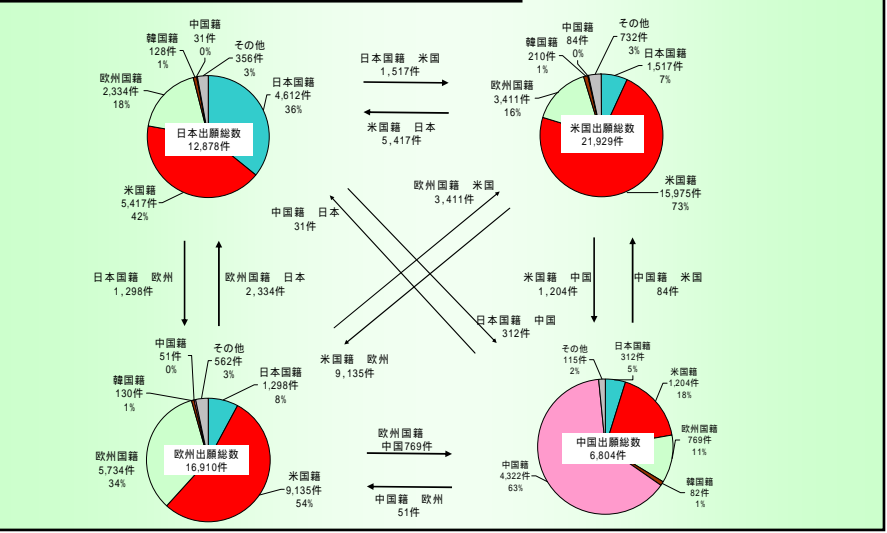 中国籍
31件
0%
韓国籍
128件
1%
その他
356件
3%
欧州国籍
2,334件
18%
日本国籍
4,612件
36%
日本出願総数
12,878件
米国籍
5,417件
42%
日本国籍　米国
1,517件
米国籍　日本
5,417件
中国籍
84件
0%
その他
732件
3%
韓国籍
210件
1%
日本国籍
1,517件
7%
欧州国籍
3,411件
16%
米国出願総数
21,929件
米国籍
15,975件
73%
欧州国籍　米国
3,411件
中国籍　日本
31件
日本国籍　欧州
1,298件
欧州国籍　日本
2,334件
米国籍　中国
1,204件
中国籍　米国
84件
日本国籍　中国
312件
米国籍　欧州
9,135件
中国籍
51件
0%
その他
562件
3%
韓国籍
130件
1%
日本国籍
1,298件
8%
欧州国籍
5,734件
34%
欧州出願総数
16,910件
米国籍
9,135件
54%
欧州国籍
中国769件
中国籍　欧州
51件
その他
115件
2%
日本国籍
312件
5%
米国籍
1,204件
18%
欧州国籍
769件
11%
中国出願総数
6,804件
中国籍
4,322件
63%
韓国籍
82件
1%